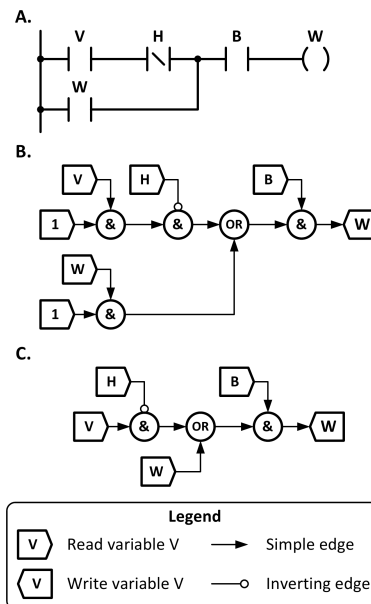 A.
V H B W
W
B.
V H B
1 & & OR & W
W
1 &
C.
H B
V & OR & W
W
Legend
V Read variable V Simple edge
V Write variable V Inverting edge